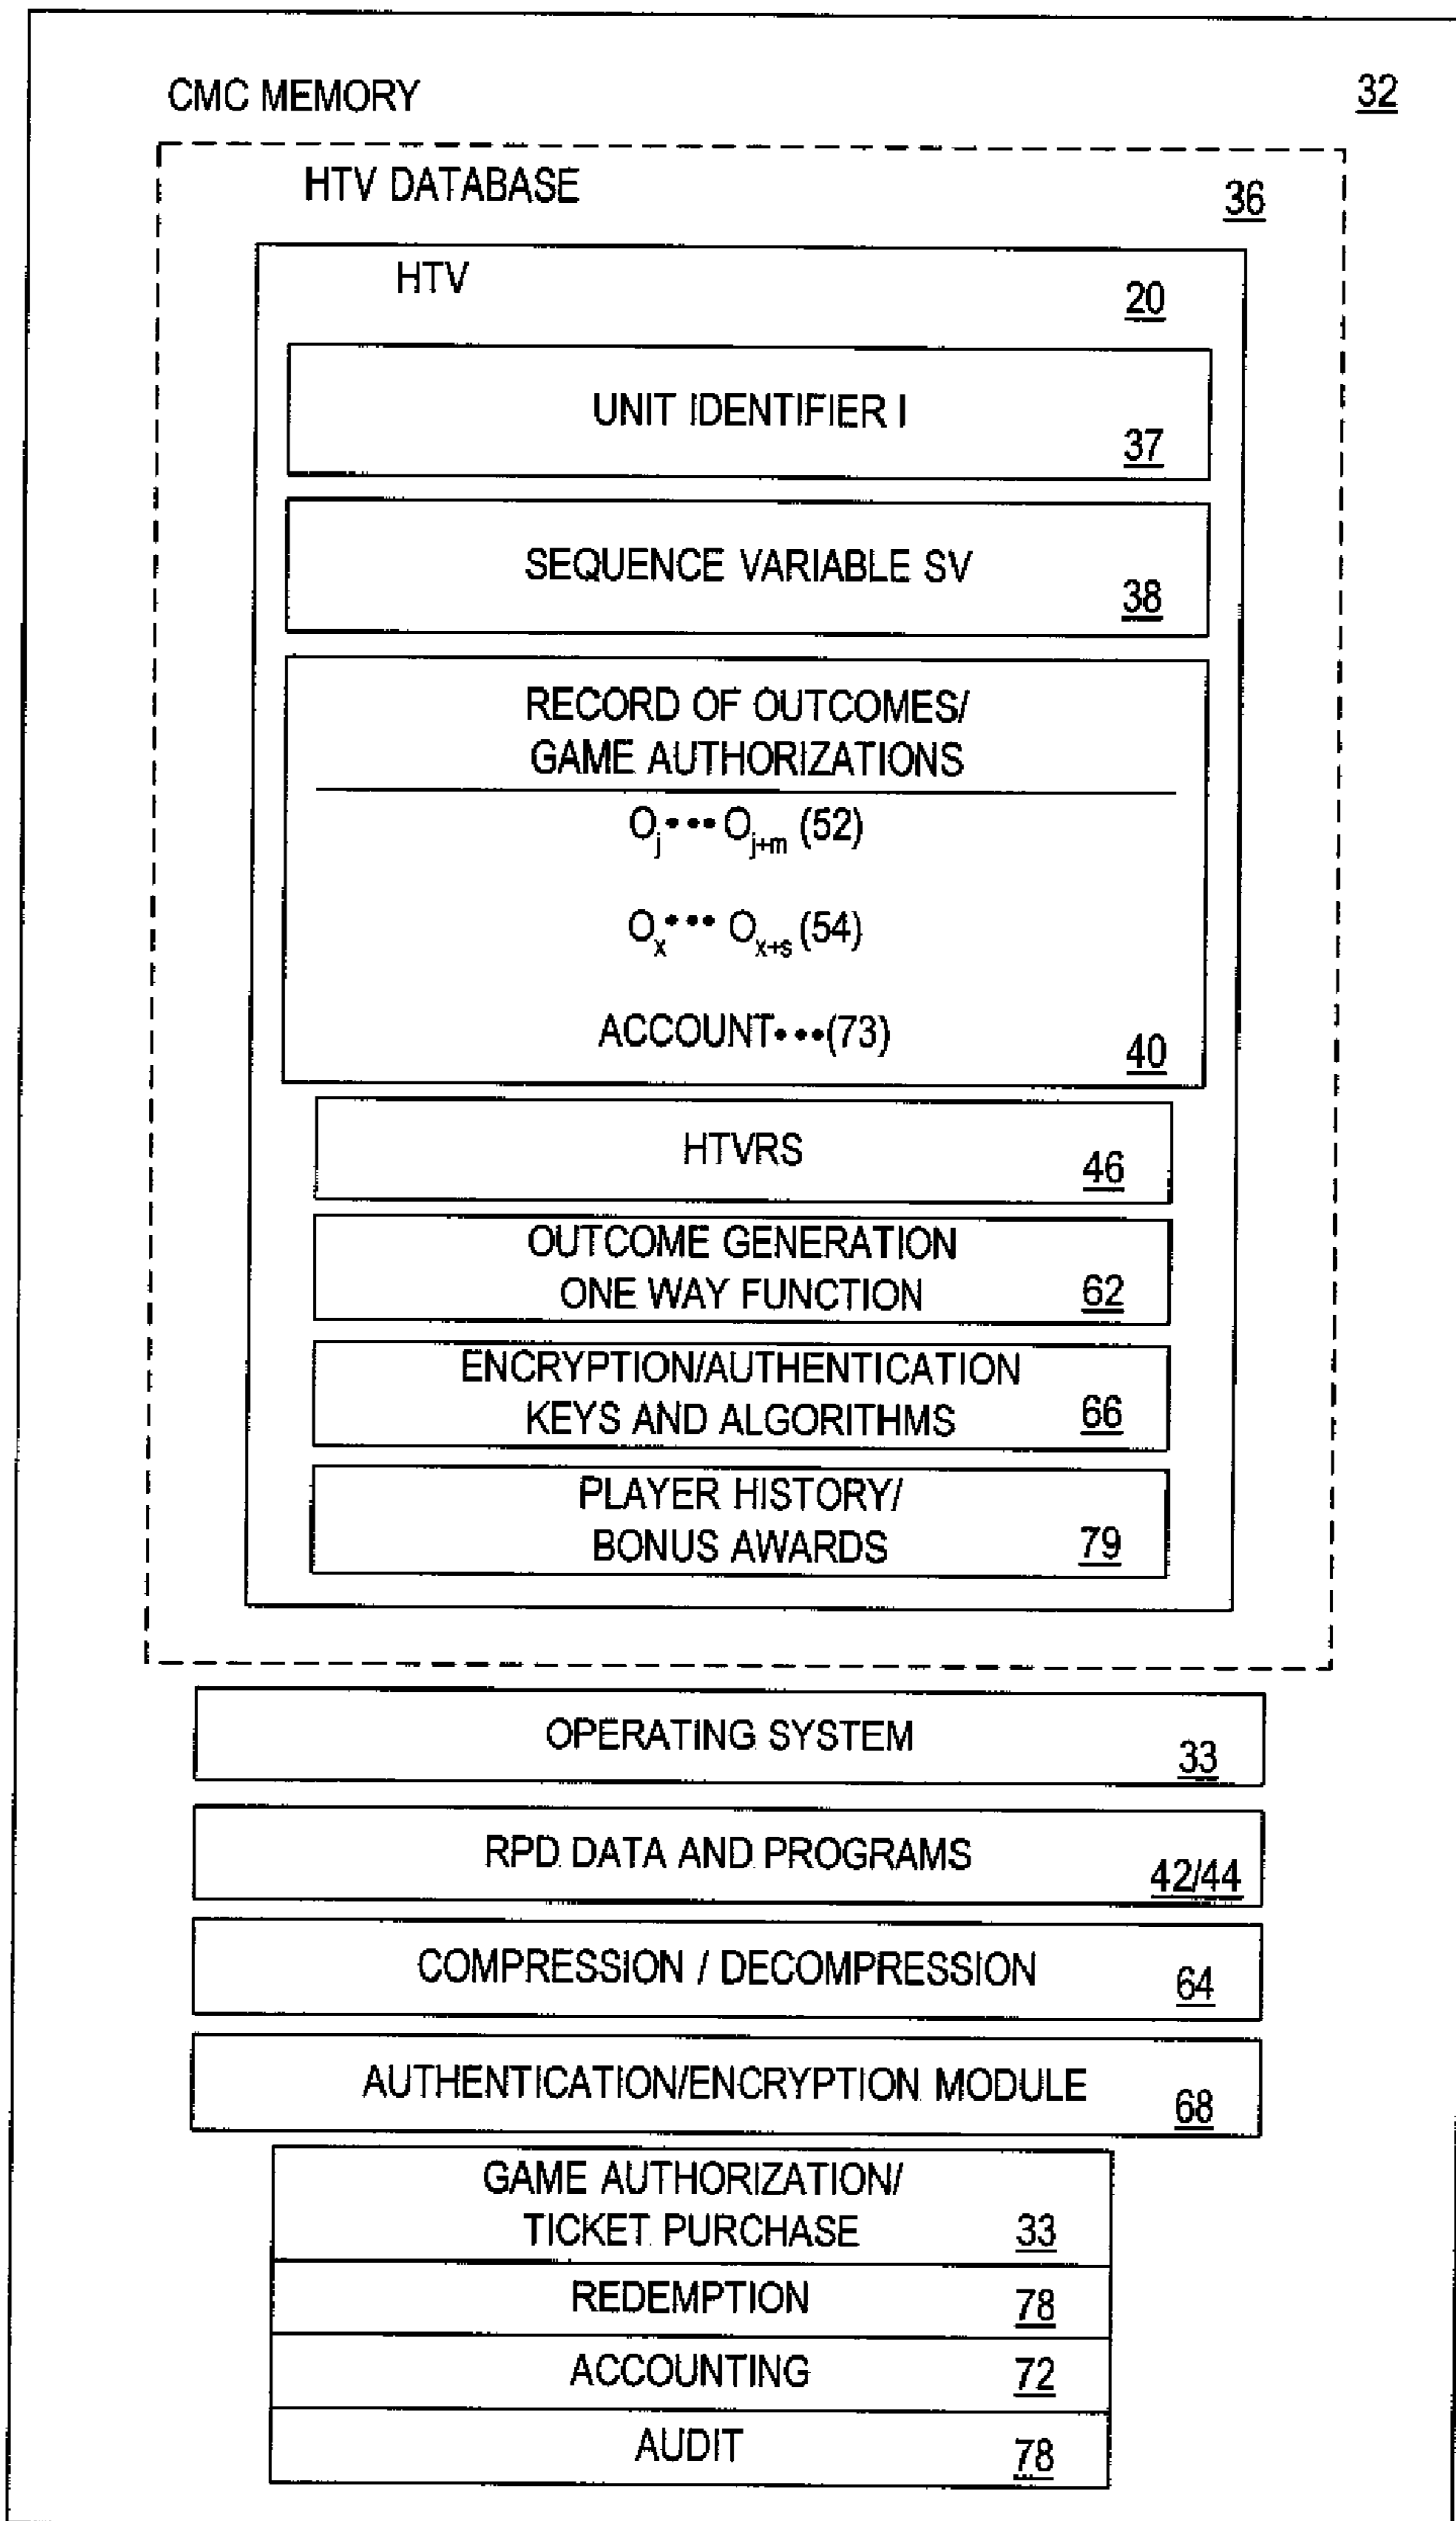 CMC MEMORY 32
HTV DATABASE 36
HTV 20
UNIT IDENTIFIER I 37
SEQUENCE VARIABLE SV 38
RECORD OF OUTCOMES/
GAME AUTHORIZATIONS
Oj••• Oj+m (52)
Ox••• Ox+s (54)
ACCOUNT•••(73) 40
HTVRS 46
OUTCOME GENERATION
ONE WAY FUNCTION 62
ENCRYPTION/AUTHENTICATION
KEYS AND ALGORITHMS 66
PLAYER HISTORY/
BONUS AWARDS 79
OPERATING SYSTEM 33
RPD DATA AND PROGRAMS 42/44
COMPRESSION / DECOMPRESSION 64
AUTHENTICATION/ENCRYPTION MODULE 68
GAME AUTHORIZATION/
TICKET PURCHASE 33
REDEMPTION 78
ACCOUNTING 72
AUDIT 78